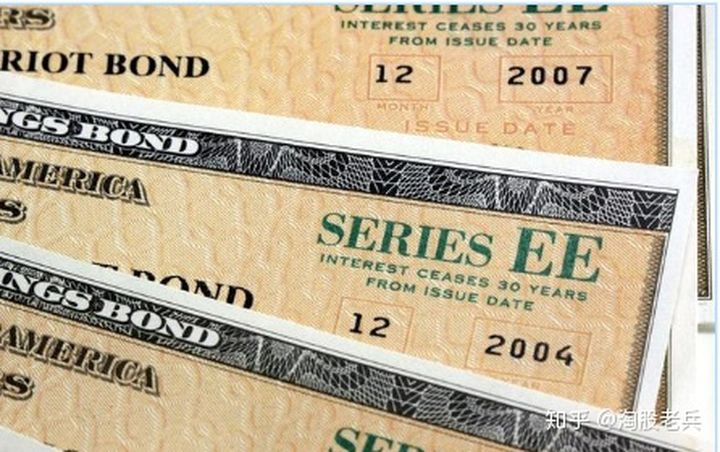 SERIES EE
INTEREST CEASES 30 YEARS
FROM ISSUE DATE
RIOT BOND
12 2007
MONTH YEAR
ISSUE DATE
NGS BOND
AMERICA
SERIES EE
INTEREST CEASES 30 YEARS
FROM ISSUE DATE
BOND
12 2004
INGS BOND
AMERICA
知乎 @淘股老兵